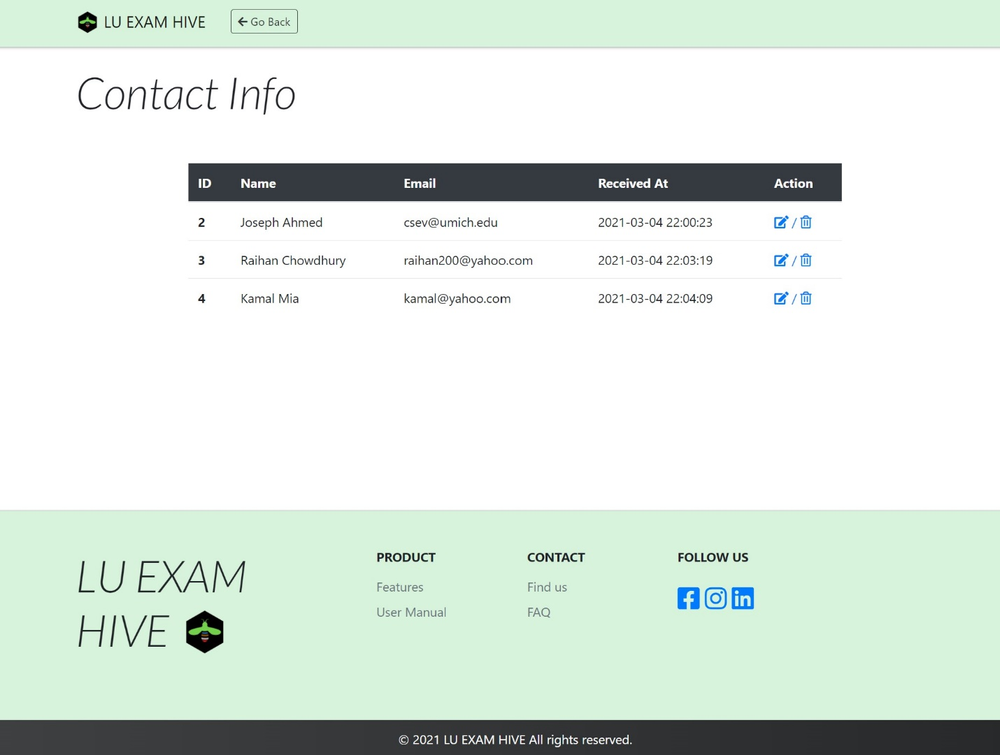 LU EXAM HIVE
Go Back
Contact Info
ID Name Email Received At Action
2 Joseph Ahmed csev@umich.edu 2021-03-04 22:00:23 /
3 Raihan Chowdhury raihan200@yahoo.com 2021-03-04 22:03:19 /
4 Kamal Mia kamal@yahoo.com 2021-03-04 22:04:09 /
LU EXAM
HIVE
PRODUCT
Features
User Manual
CONTACT
Find us
FAQ
FOLLOW US
© 2021 LU EXAM HIVE All rights reserved.